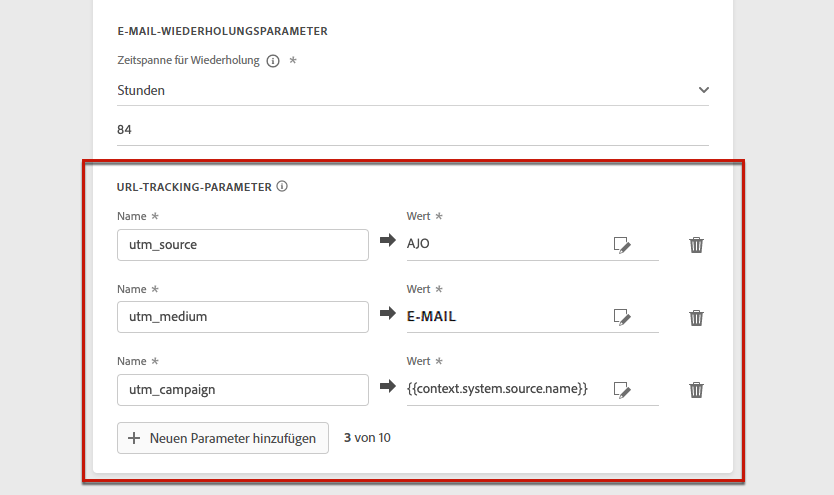 E-MAIL-WIEDERHOLUNGSPARAMETER
Zeitspanne für Wiederholung *
Stunden
84
URL-TRACKING-PARAMETER
Name * Wert *
utm_source AJO
Name * Wert *
utm_medium E-MAIL
Name * Wert *
utm_campaign {{context.system.source.name}}
+ Neuen Parameter hinzufügen 3 von 10